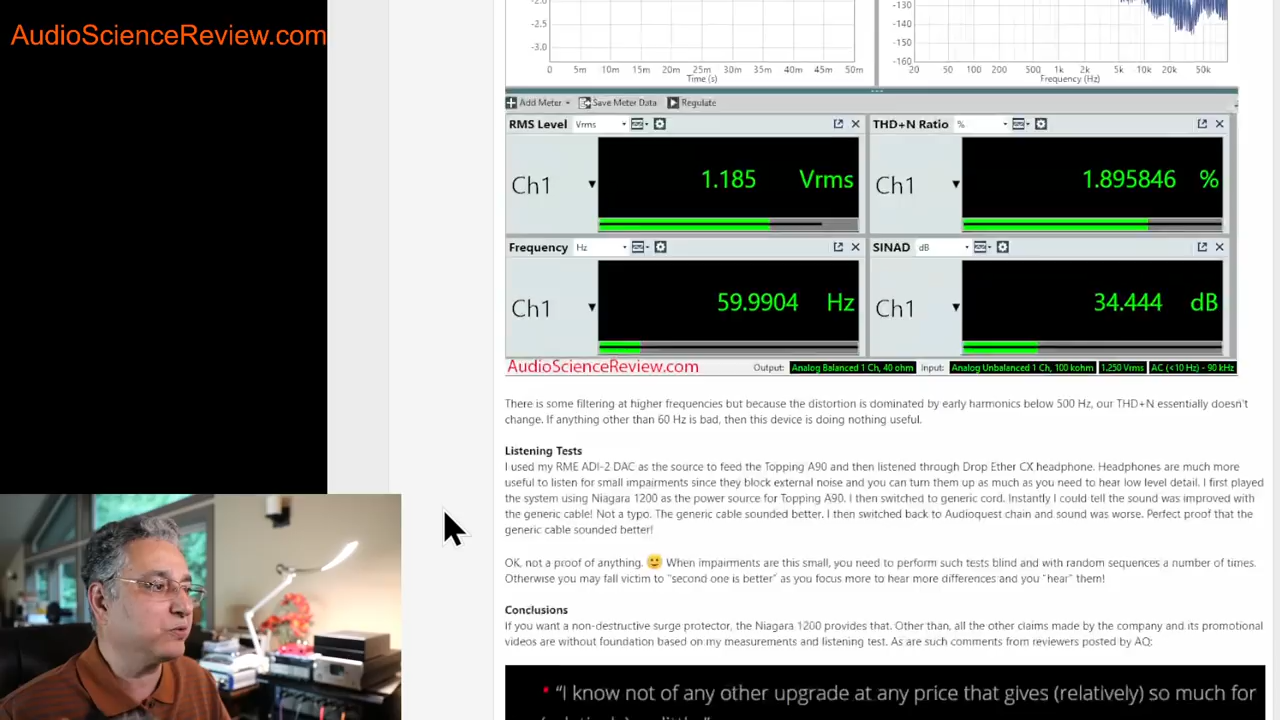 AudioScienceReview.com
-2.0
-2.5
-3.0
0 5m 10m 15m 20m 25m 30m 35m 40m 45m 50m
Time (s)
-130
-140
-150
-160
20 50 100 200 500 1k 2k 5k 10k 20k 50k
Frequency (Hz)
Add Meter Save Meter Data Regulate
RMS Level Vrms
Ch1 1.185 Vrms
THD+N Ratio %
Ch1 1.895846 %
Frequency Hz
Ch1 59.9904 Hz
SINAD dB
Ch1 34.444 dB
AudioScienceReview.com Output: Analog Balanced 1 Ch, 40 ohm Input: Analog Unbalanced 1 Ch, 100 kohm 1.250 Vrms AC (<10 Hz) - 90 kHz
There is some filtering at higher frequencies but because the distortion is dominated by early harmonics below 500 Hz, our THD+N essentially doesn't
change. If anything other than 60 Hz is bad, then this device is doing nothing useful.
Listening Tests
I used my RME ADI-2 DAC as the source to feed the Topping A90 and then listened through Drop Ether CX headphone. Headphones are much more
useful to listen for small impairments since they block external noise and you can turn them up as much as you need to hear low level detail. I first played
the system using Niagara 1200 as the power source for Topping A90. I then switched to generic cord. Instantly I could tell the sound was improved with
the generic cable! Not a typo. The generic cable sounded better. I then switched back to Audioquest chain and sound was worse. Perfect proof that the
generic cable sounded better!
OK, not a proof of anything. 🙂 When impairments are this small, you need to perform such tests blind and with random sequences a number of times.
Otherwise you may fall victim to "second one is better" as you focus more to hear more differences and you "hear" them!
Conclusions
If you want a non-destructive surge protector, the Niagara 1200 provides that. Other than, all the other claims made by the company and its promotional
videos are without foundation based on my measurements and listening test. As are such comments from reviewers posted by AQ:
• "I know not of any other upgrade at any price that gives (relatively) so much for